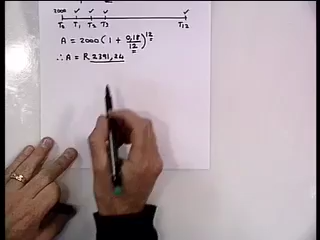 2000 ✓ ✓ ✓ ✓
T₀ T₁ T₂ T₃ T₁₂
A = 2000(1 + 0,18/12)¹²
∴ A = R 2391,24